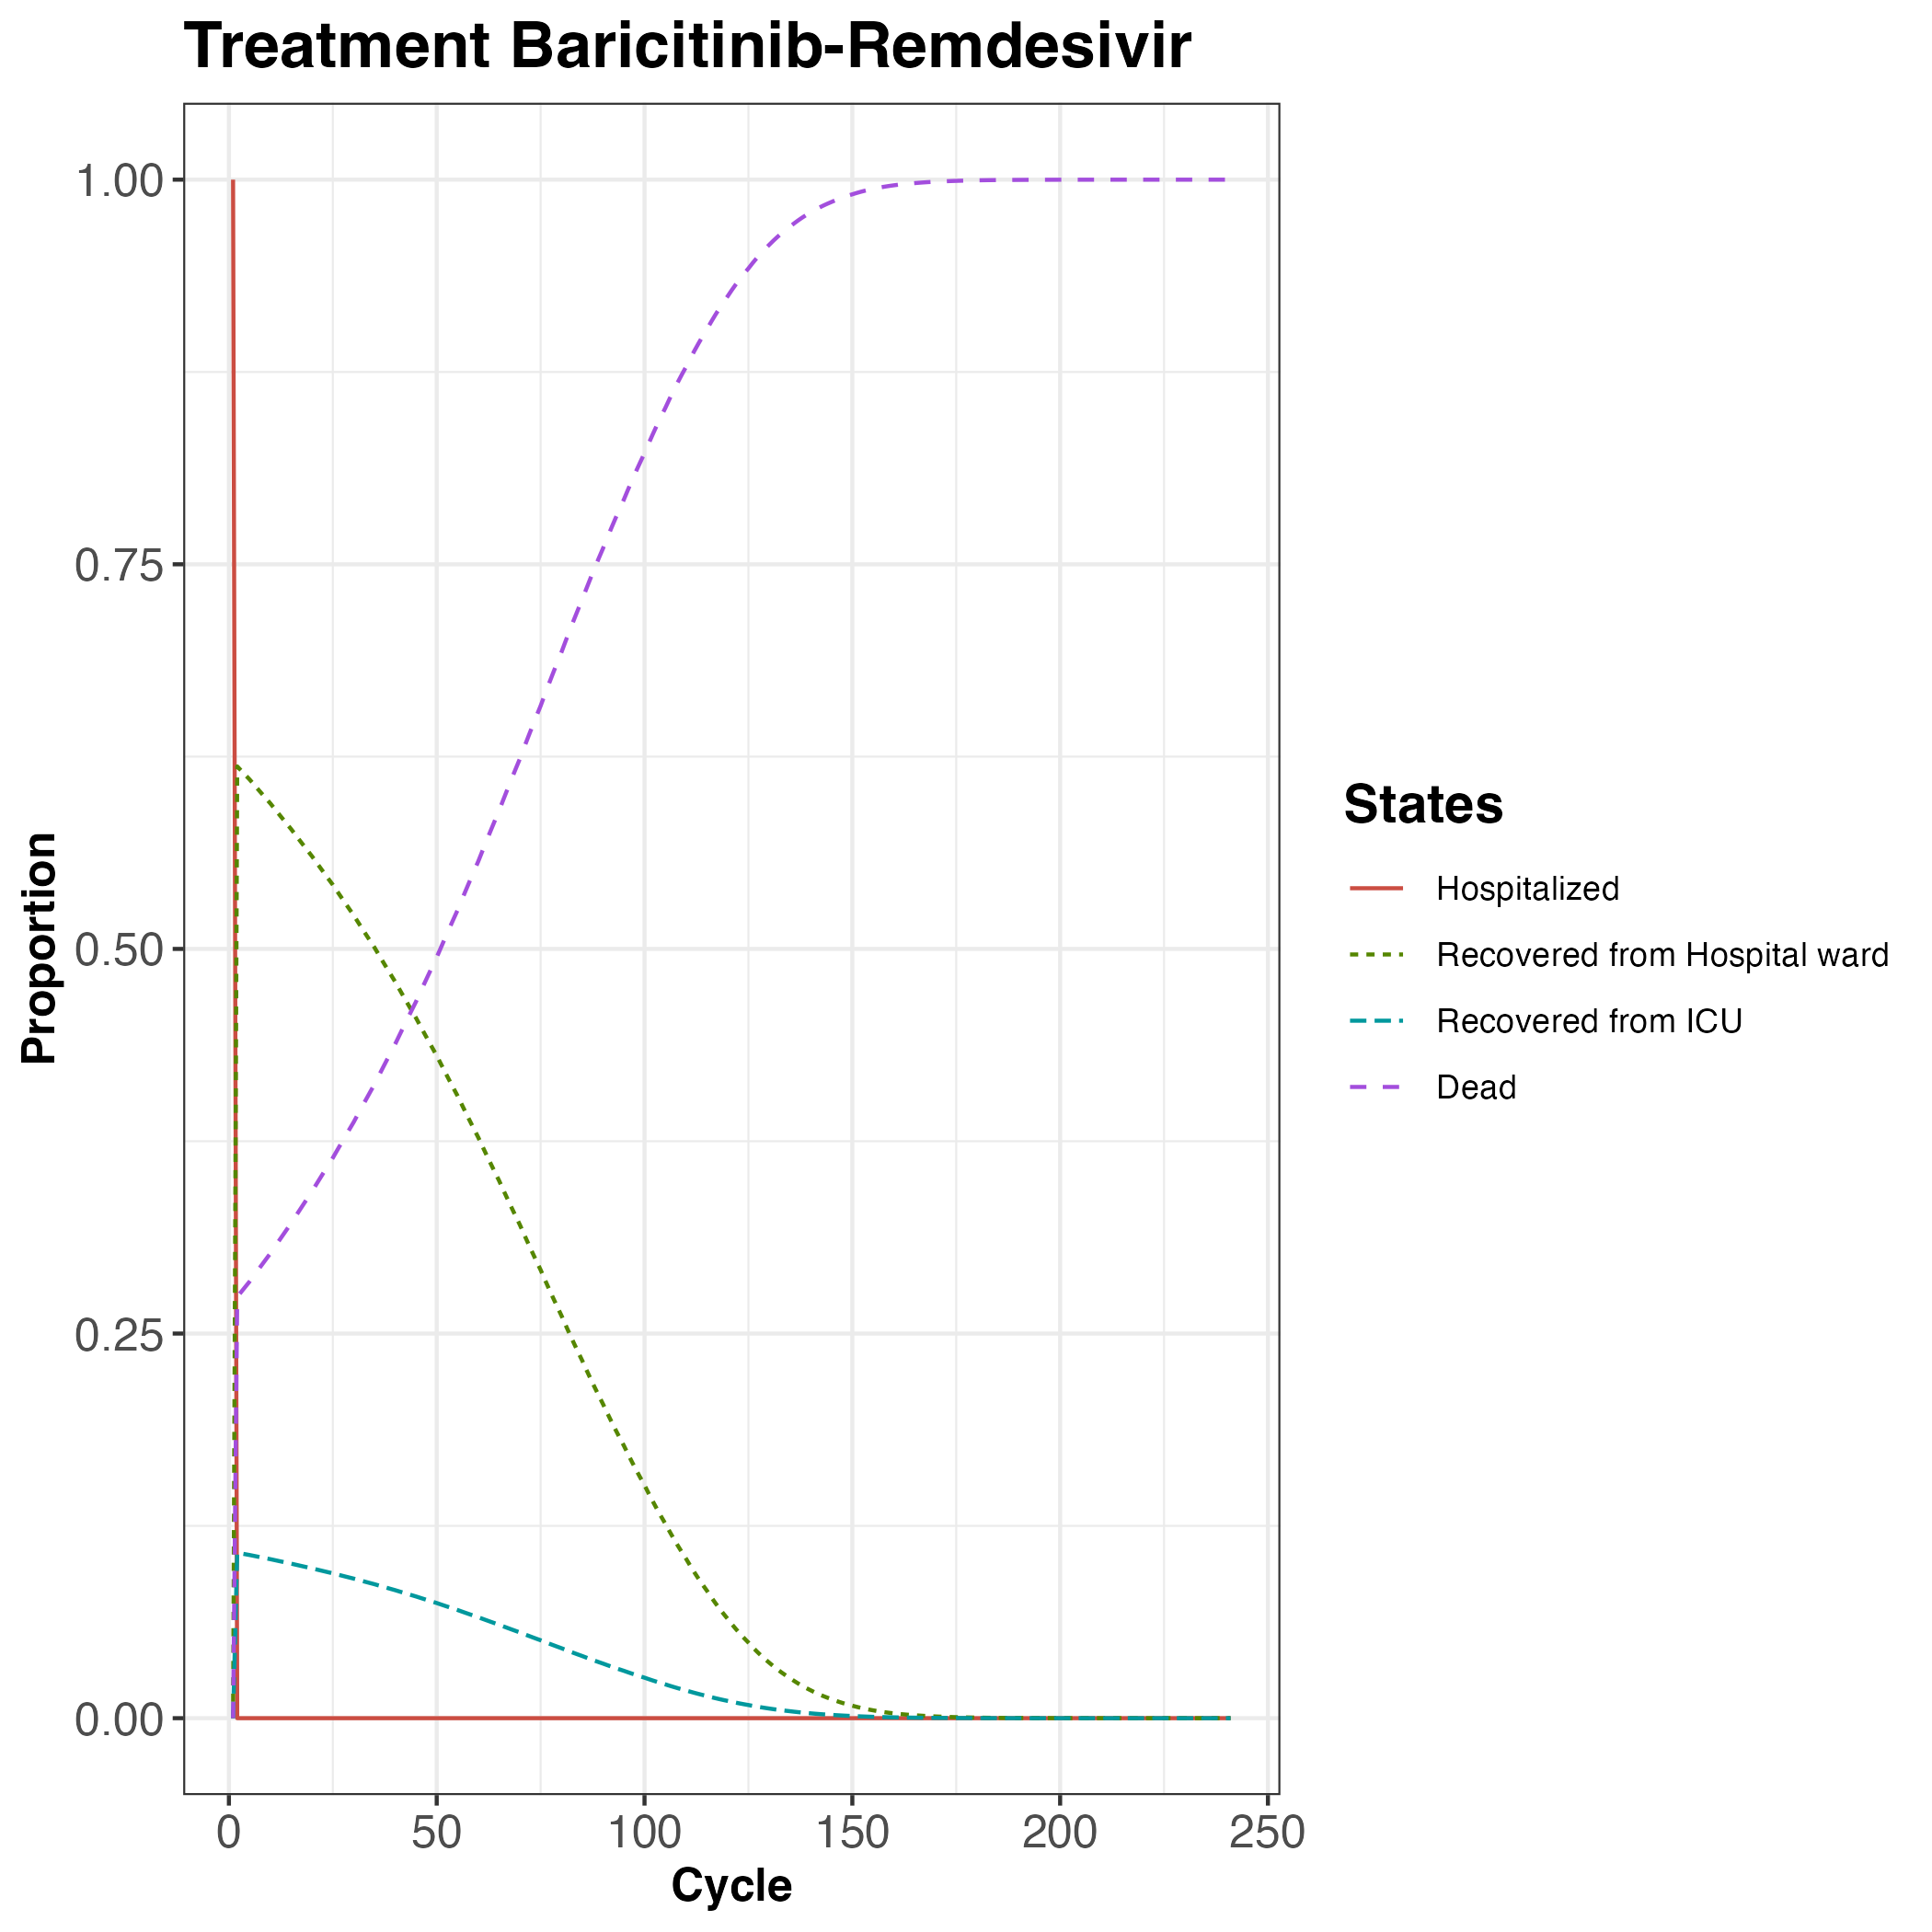 Treatment Baricitinib-Remdesivir
1.00
0.75
0.50
0.25
0.00
Proportion
0 50 100 150 200 250
Cycle
States
Hospitalized
Recovered from Hospital ward
Recovered from ICU
Dead